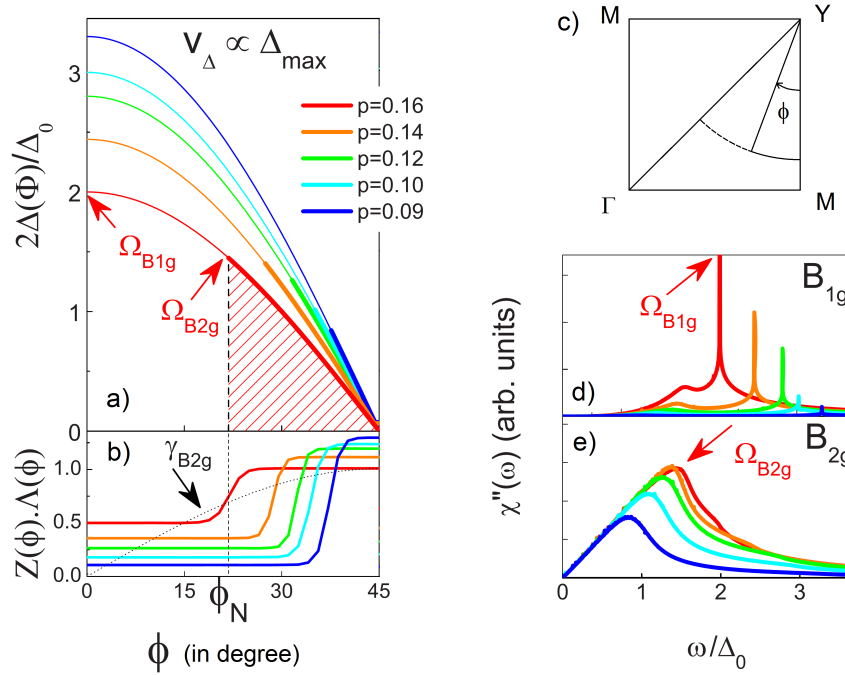 V_Δ ∝ Δ_max
2Δ(Φ)/Δ_0
3
2
1
0
p=0.16
p=0.14
p=0.12
p=0.10
p=0.09
Ω_B1g
Ω_B2g
a)
b)
γ_B2g
Z(ϕ).Λ(ϕ)
1.0
0.5
0.0
0
15
30
45
ϕ_N
ϕ (in degree)
c)
M
Y
ϕ
Γ
M
χ"(ω) (arb. units)
B_1g
Ω_B1g
d)
e)
B_2g
Ω_B2g
0
1
2
3
ω/Δ_0